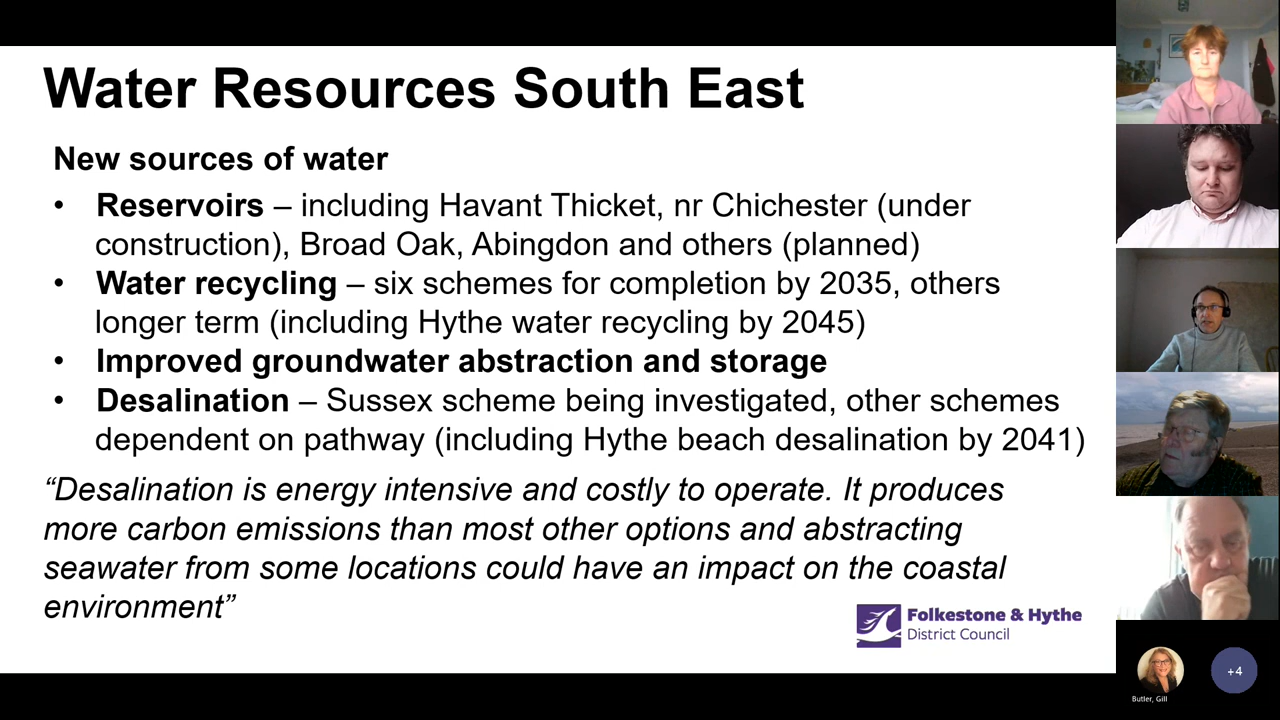 Water Resources South East
New sources of water
• Reservoirs – including Havant Thicket, nr Chichester (under
construction), Broad Oak, Abingdon and others (planned)
• Water recycling – six schemes for completion by 2035, others
longer term (including Hythe water recycling by 2045)
• Improved groundwater abstraction and storage
• Desalination – Sussex scheme being investigated, other schemes
dependent on pathway (including Hythe beach desalination by 2041)
“Desalination is energy intensive and costly to operate. It produces
more carbon emissions than most other options and abstracting
seawater from some locations could have an impact on the coastal
environment”
Folkestone & Hythe
District Council
+4
Butler, Gill